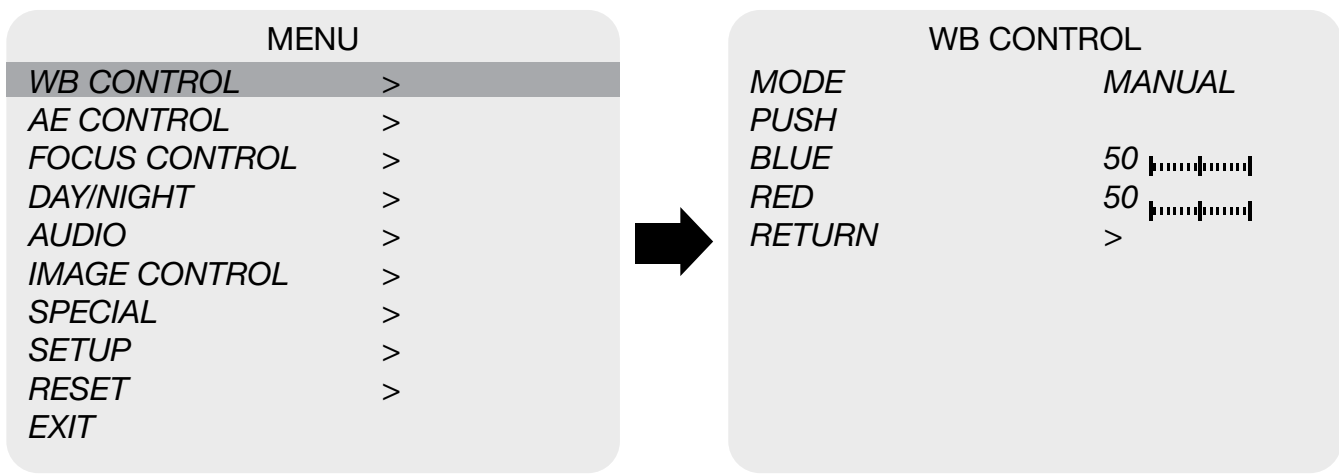 MENU
WB CONTROL >
AE CONTROL >
FOCUS CONTROL >
DAY/NIGHT >
AUDIO >
IMAGE CONTROL >
SPECIAL >
SETUP >
RESET >
EXIT
WB CONTROL
MODE MANUAL
PUSH
BLUE 50
RED 50
RETURN >